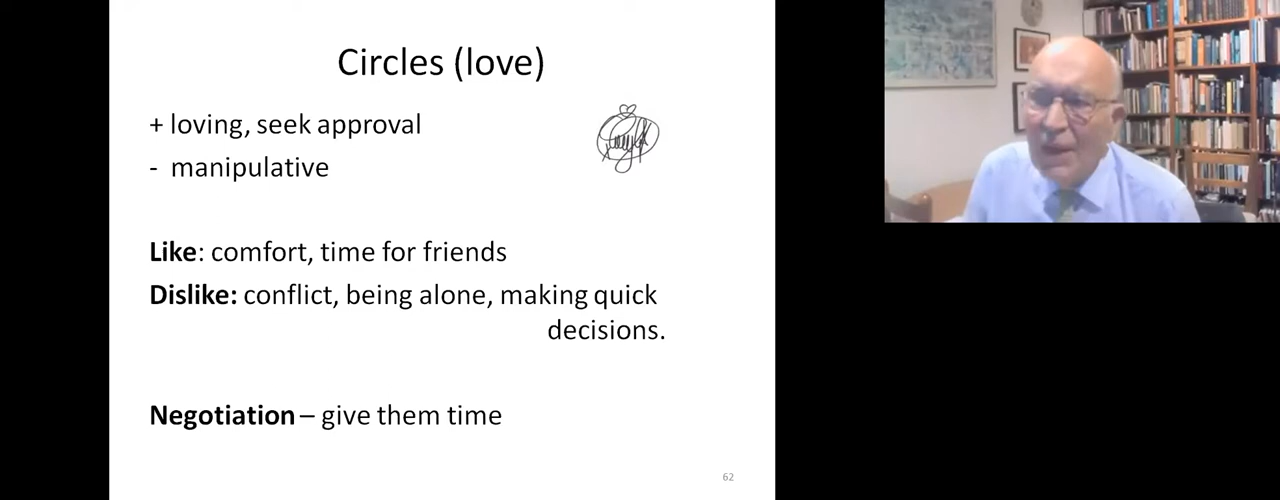 Circles (love)
+ loving, seek approval
- manipulative
Like: comfort, time for friends
Dislike: conflict, being alone, making quick
decisions.
Negotiation – give them time
62